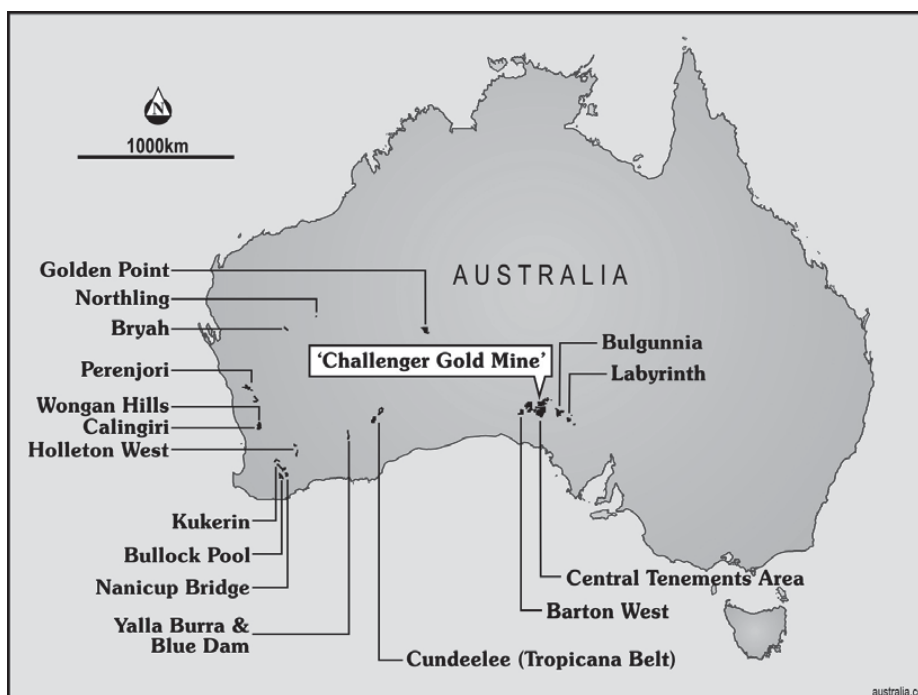 N
1000km
AUSTRALIA
Golden Point
Northling
Bryah
'Challenger Gold Mine'
Bulgunnia
Labyrinth
Perenjori
Wongan Hills
Calingiri
Holleton West
Kukerin
Bullock Pool
Nanicup Bridge
Yalla Burra &
Blue Dam
Central Tenements Area
Barton West
Cundeelee (Tropicana Belt)
australia.c